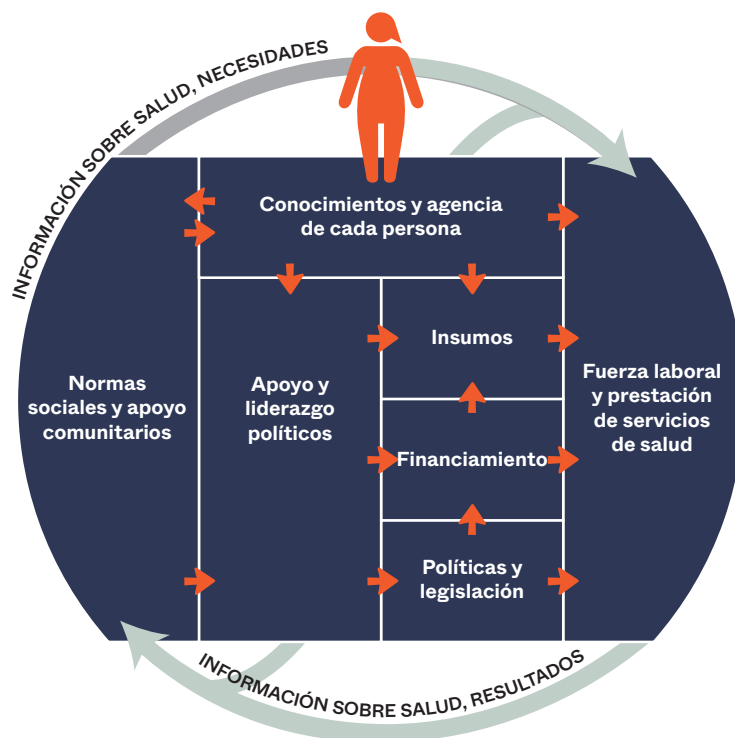 INFORMACIÓN SOBRE SALUD, NECESIDADES
Conocimientos y agencia
de cada persona
Normas
sociales y apoyo
comunitarios
Apoyo y
liderazgo
políticos
Insumos
Financiamiento
Políticas y
legislación
Fuerza laboral
y prestación
de servicios
de salud
INFORMACIÓN SOBRE SALUD, RESULTADOS